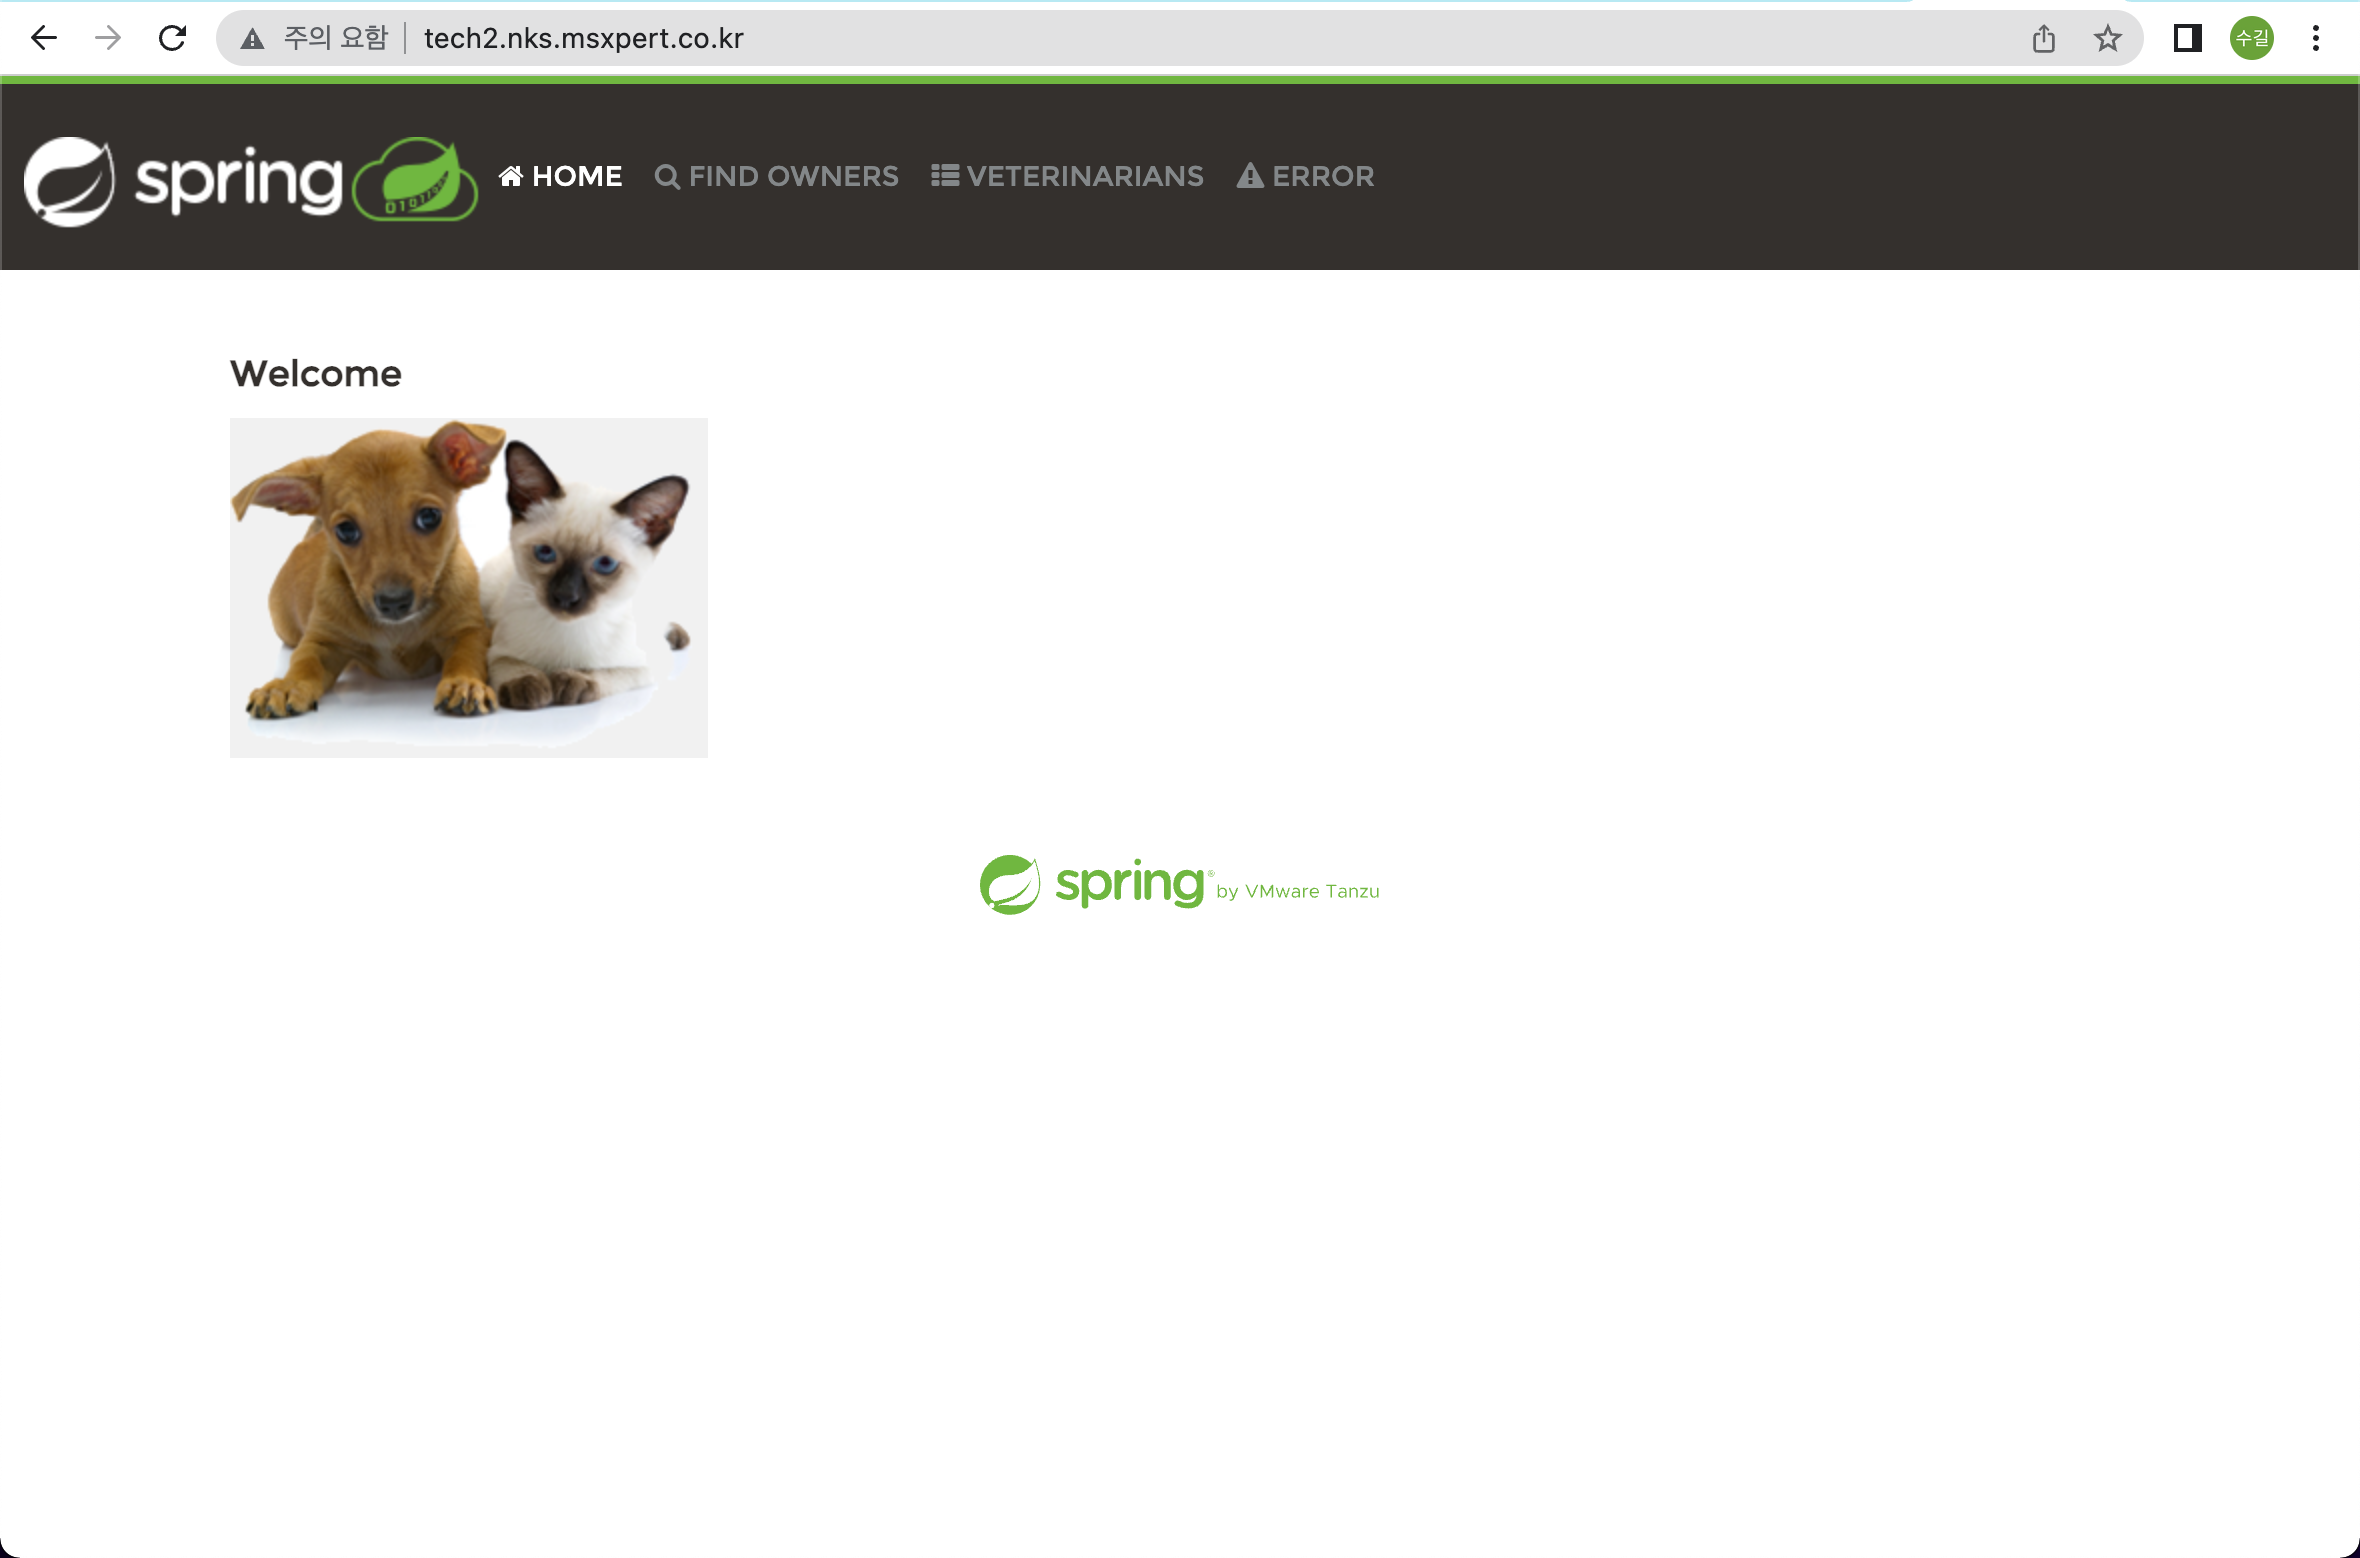 주의 요함 tech2.nks.msxpert.co.kr 수길
spring 010170 HOME FIND OWNERS VETERINARIANS ERROR
Welcome
spring® by VMware Tanzu